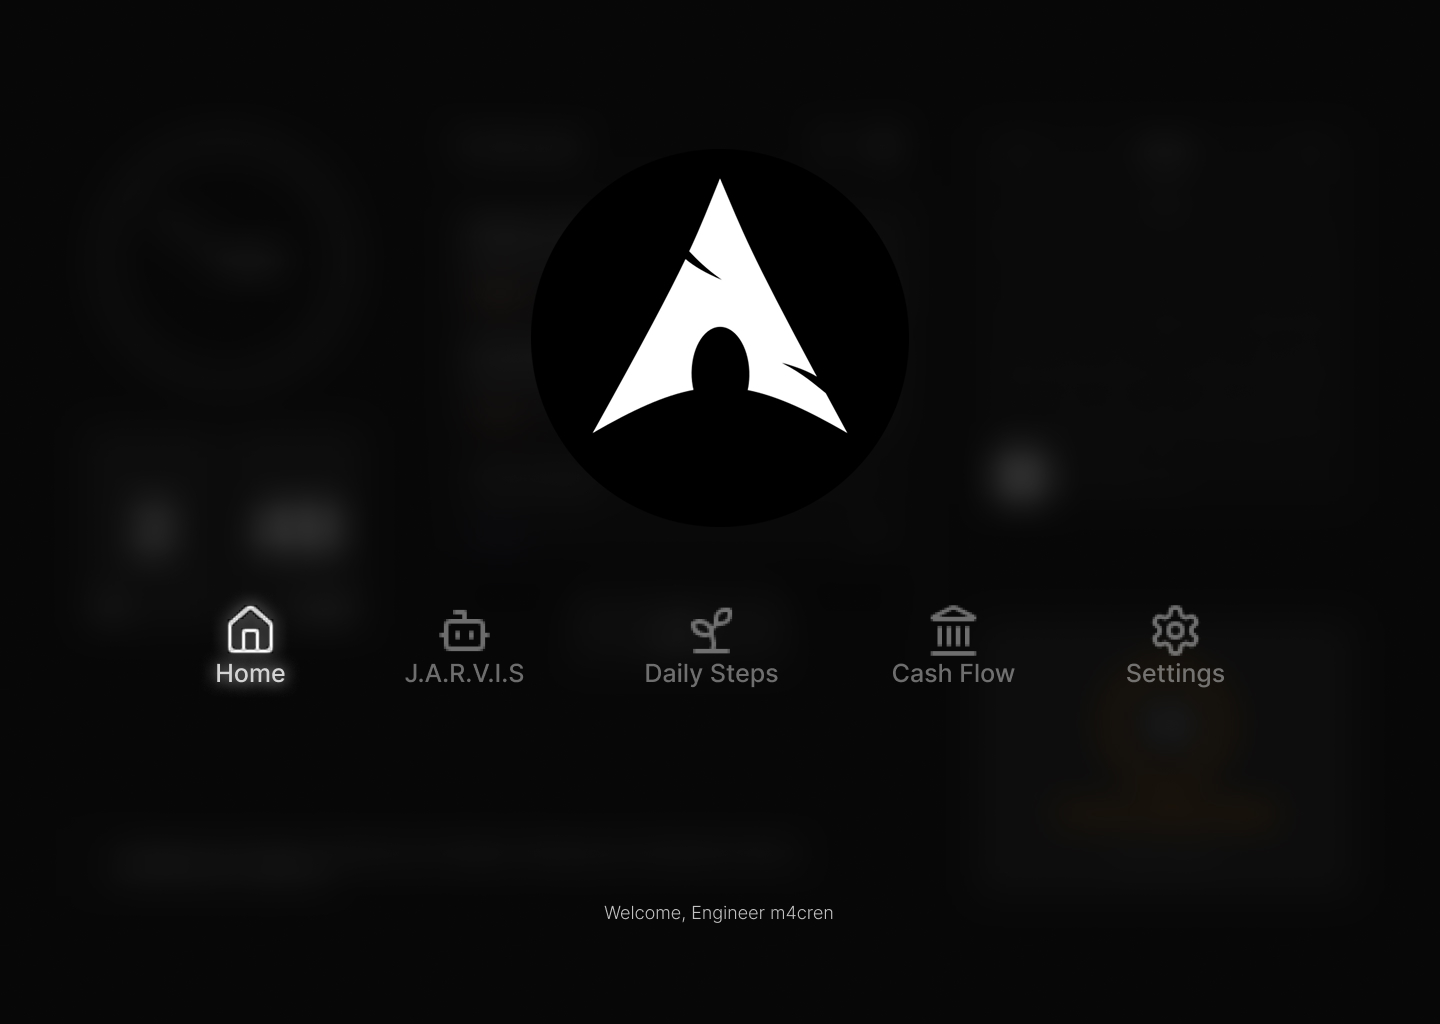 Home
J.A.R.V.I.S
Daily Steps
Cash Flow
Settings
Welcome, Engineer m4cren